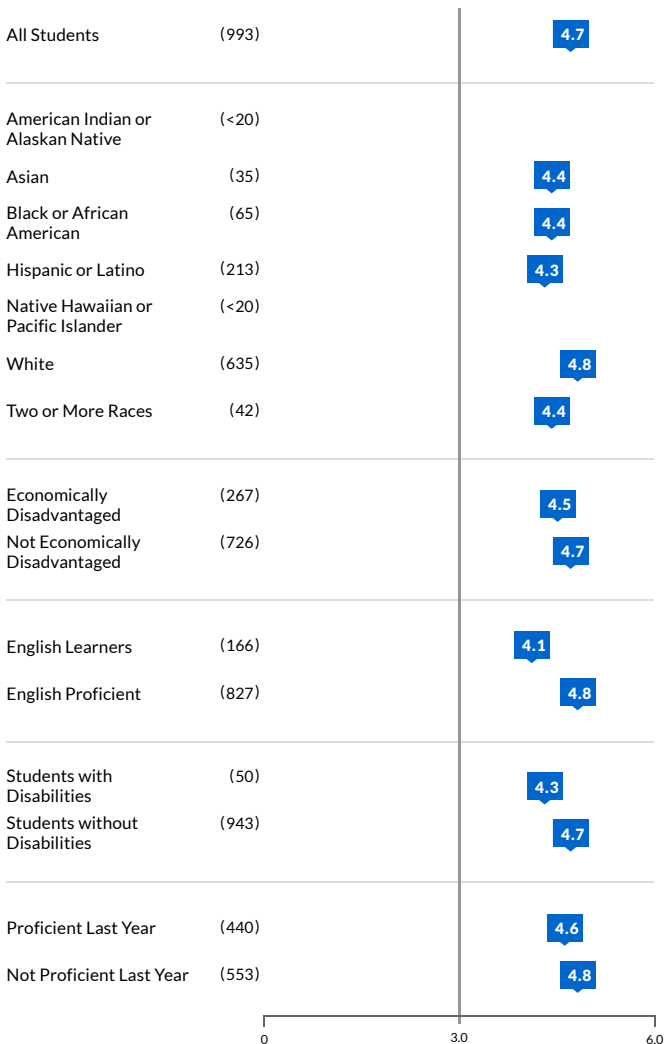 All Students (993) 4.7
American Indian or (<20)
Alaskan Native
Asian (35) 4.4
Black or African (65) 4.4
American
Hispanic or Latino (213) 4.3
Native Hawaiian or (<20)
Pacific Islander
White (635) 4.8
Two or More Races (42) 4.4
Economically (267) 4.5
Disadvantaged
Not Economically (726) 4.7
Disadvantaged
English Learners (166) 4.1
English Proficient (827) 4.8
Students with (50) 4.3
Disabilities
Students without (943) 4.7
Disabilities
Proficient Last Year (440) 4.6
Not Proficient Last Year (553) 4.8
0 3.0 6.0